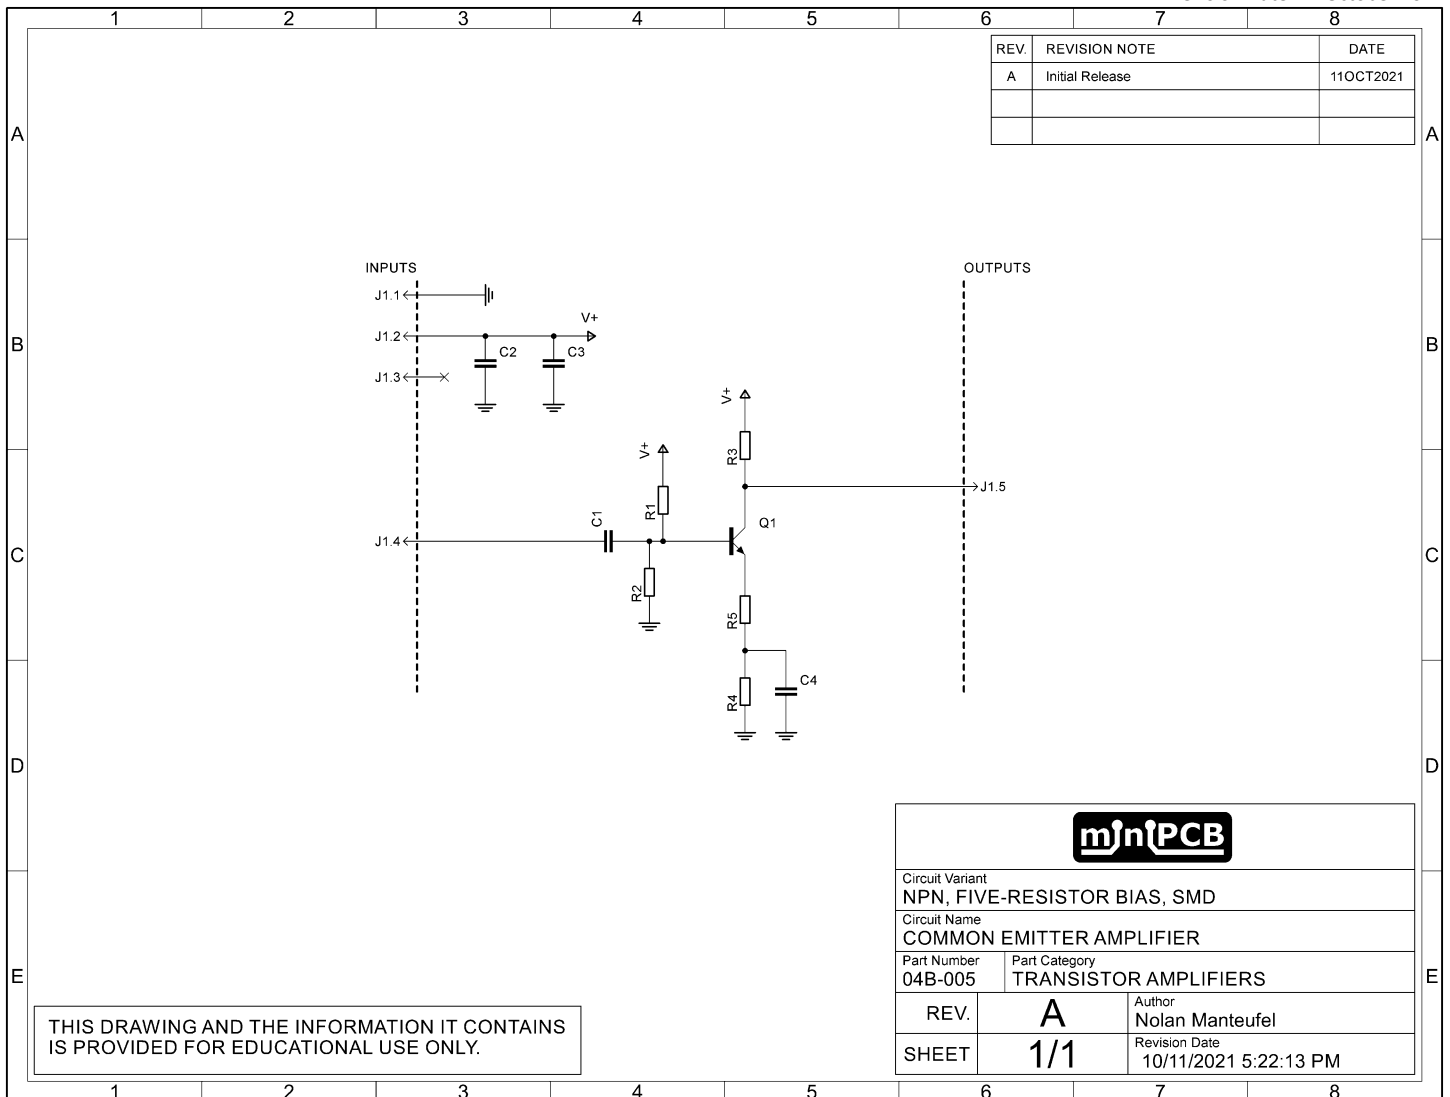 1 2 3 4 5 6 7 8
REV. REVISION NOTE DATE
A Initial Release 11OCT2021
A A
INPUTS OUTPUTS
J1.1
V+
J1.2
B B
C2 C3
J1.3
V+
V+
R3
J1.5
R1
C1
Q1
J1.4
C C
R2
R5
C4
R4
D D
miniPCB
Circuit Variant
NPN, FIVE-RESISTOR BIAS, SMD
Circuit Name
COMMON EMITTER AMPLIFIER
Part Number Part Category
04B-005 TRANSISTOR AMPLIFIERS
E E
REV. A Author
Nolan Manteufel
SHEET 1/1 Revision Date
10/11/2021 5:22:13 PM
THIS DRAWING AND THE INFORMATION IT CONTAINS
IS PROVIDED FOR EDUCATIONAL USE ONLY.
1 2 3 4 5 6 7 8